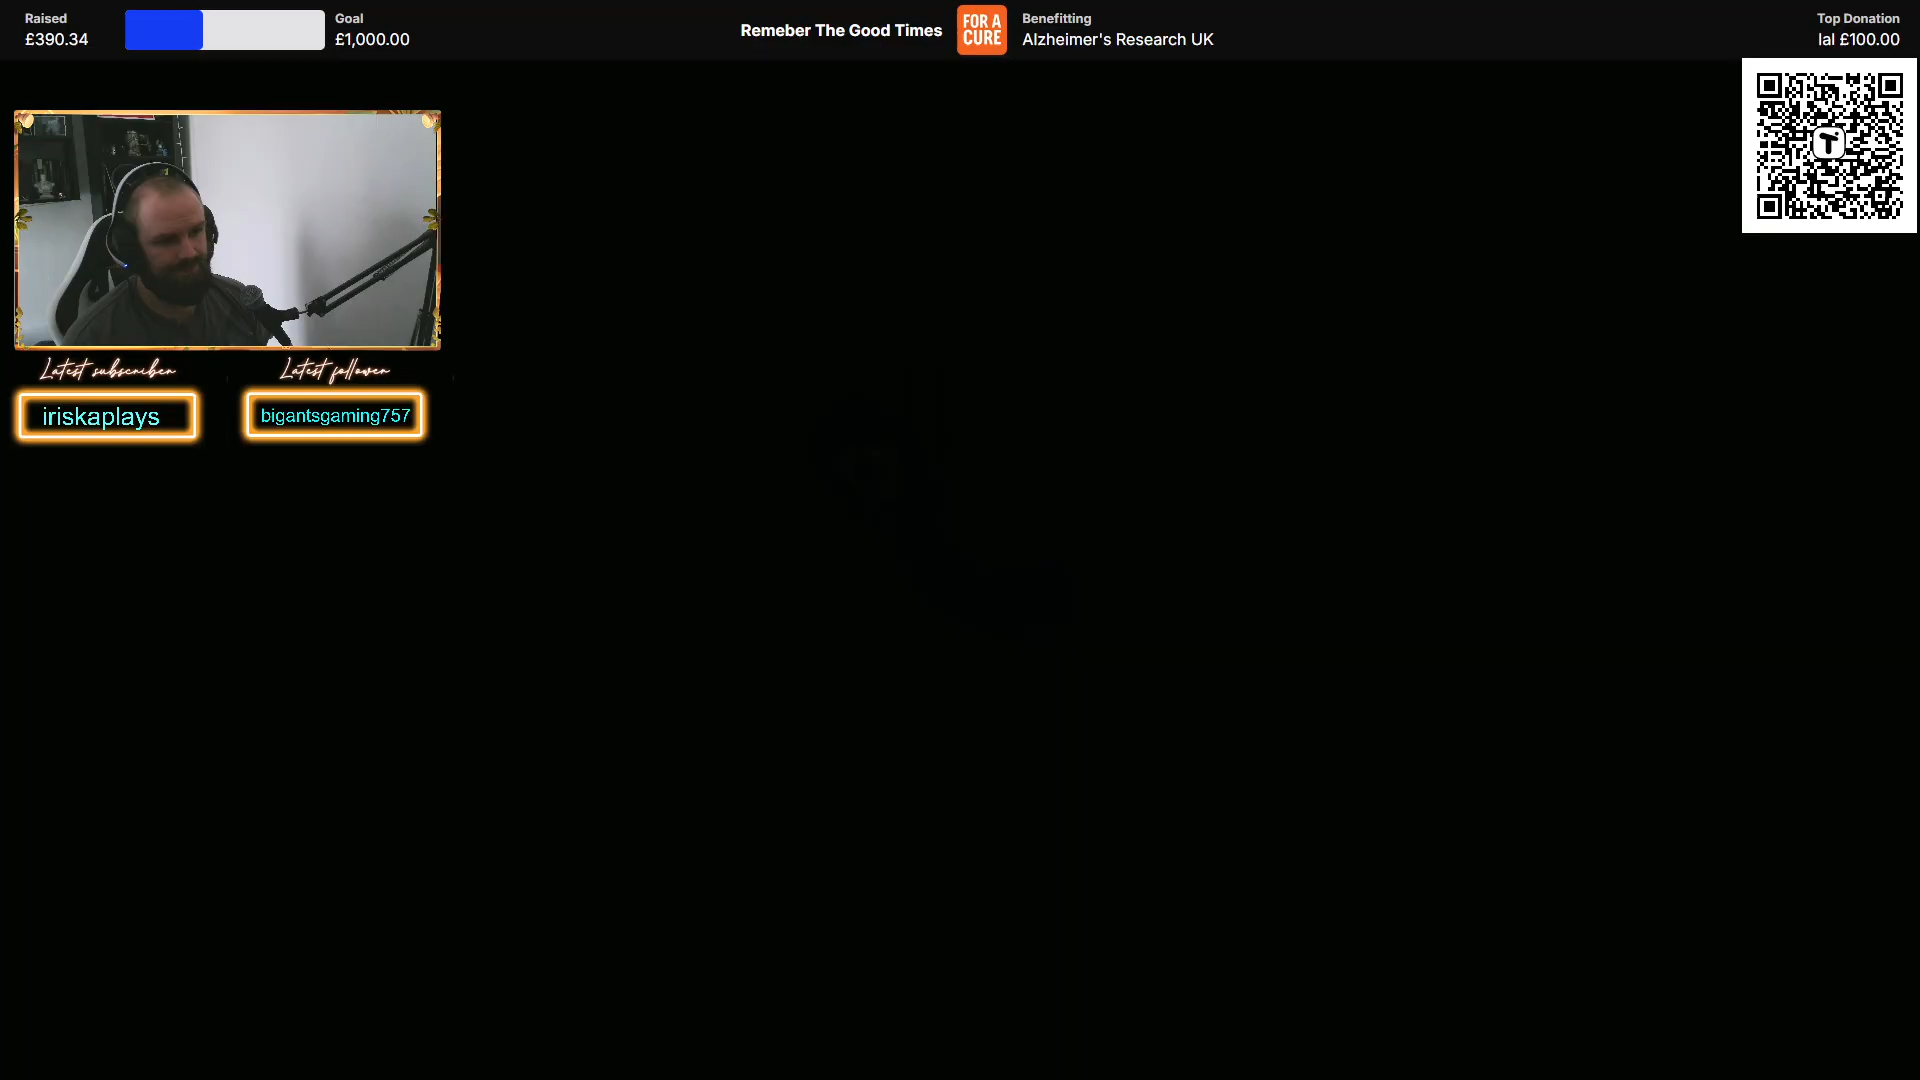 Raised
£390.34
Goal
£1,000.00
Remeber The Good Times
FOR A
CURE
Benefitting
Alzheimer's Research UK
Top Donation
lal £100.00
T
Latest subscriber
Latest follower
iriskaplays
bigantsgaming757